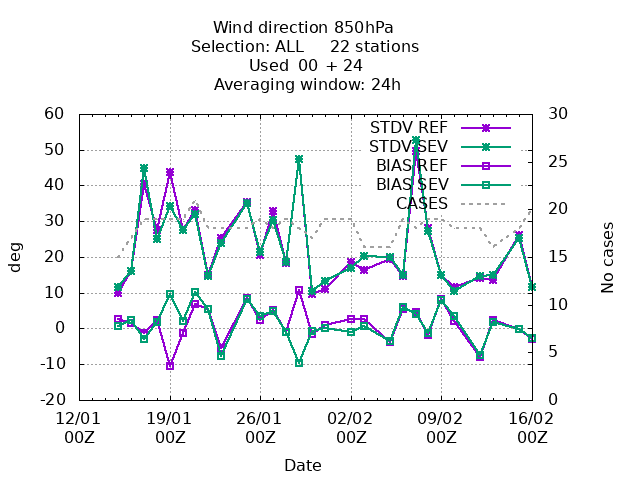 Wind direction 850hPa
Selection: ALL     22 stations
Used  00  + 24
Averaging window: 24h
STDV REF
STDV SEV
BIAS REF
BIAS SEV
CASES
60
50
40
30
20
10
0
-10
-20
deg
30
25
20
15
10
5
0
No cases
12/01 19/01 26/01 02/02 09/02 16/02
00Z 00Z 00Z 00Z 00Z 00Z
Date